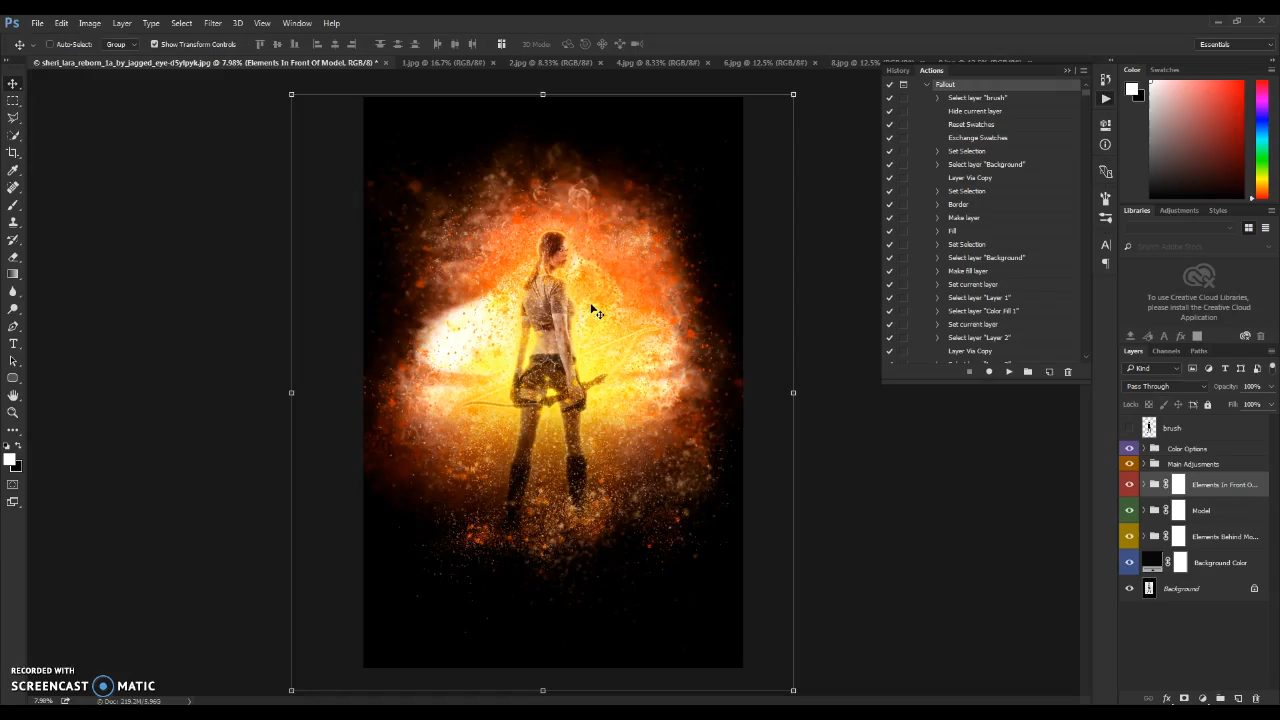 Ps File Edit Image Layer Type Select Filter 3D View Window Help
Auto-Select: Group Show Transform Controls 3D Mode: Essentials
© sheri_lara_reborn_1a_by_jagged_eye-d5ylpyk.jpg @ 7.98% (Elements In Front Of Model, RGB/8) * 1.jpg @ 16.7% (RGB/8#) 2.jpg @ 8.33% (RGB/8#) 4.jpg @ 8.33% (RGB/8#) 6.jpg @ 12.5% (RGB/8#)
History Actions
Fallout
Select layer "brush"
Hide current layer
Reset Swatches
Exchange Swatches
Set Selection
Select layer "Background"
Layer Via Copy
Set Selection
Border
Make layer
Fill
Set Selection
Select layer "Background"
Make fill layer
Set current layer
Select layer "Layer 1"
Select layer "Color Fill 1"
Set current layer
Select layer "Layer 2"
Layer Via Copy
Color Swatches
Libraries Adjustments Styles
Search Adobe Stock
To use Creative Cloud Libraries,
please install the Creative Cloud
Application
Layers Channels Paths
Kind
Pass Through Opacity: 100%
Lock: Fill: 100%
brush
Color Options
Main Adjusments
Elements In Front O...
Model
Elements Behind Mo...
Background Color
Background
RECORDED WITH
SCREENCAST MATIC
7.98% Doc: 219.2M/5.96G